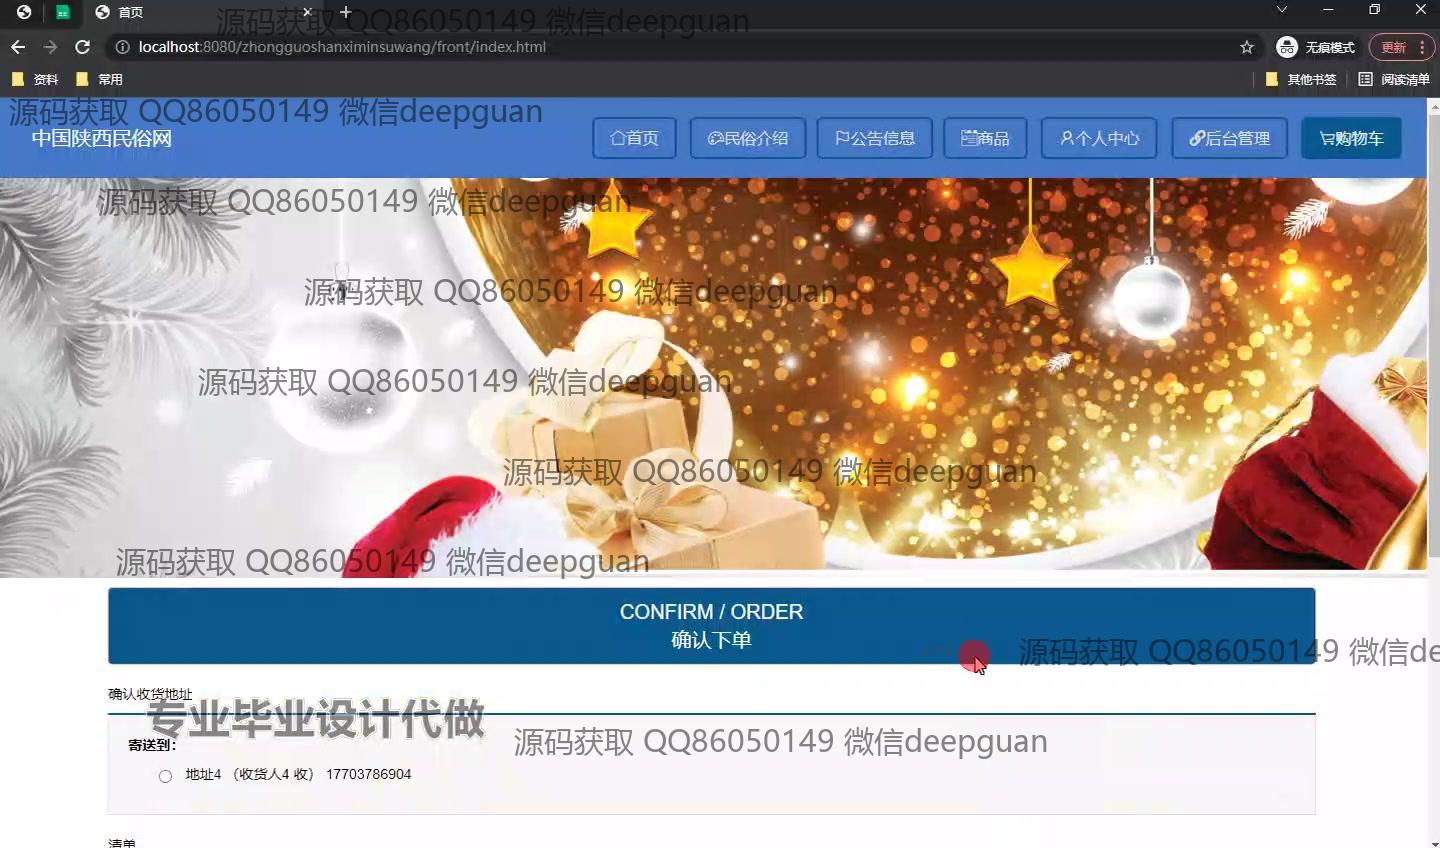 首页
源码获取 QQ86050149 微信deepguan
localhost:8080/zhongguoshanximinsuwang/front/index.html
无痕模式
更新
资料
常用
其他书签
阅读清单
源码获取 QQ86050149 微信deepguan
中国陕西民俗网
首页
民俗介绍
公告信息
商品
个人中心
后台管理
购物车
源码获取 QQ86050149 微信deepguan
源码获取 QQ86050149 微信deepguan
源码获取 QQ86050149 微信deepguan
源码获取 QQ86050149 微信deepguan
源码获取 QQ86050149 微信deepguan
CONFIRM / ORDER
确认下单
源码获取 QQ86050149 微信de
确认收货地址
专业毕业设计代做
源码获取 QQ86050149 微信deepguan
寄送到：
地址4 （收货人4 收） 17703786904
清单